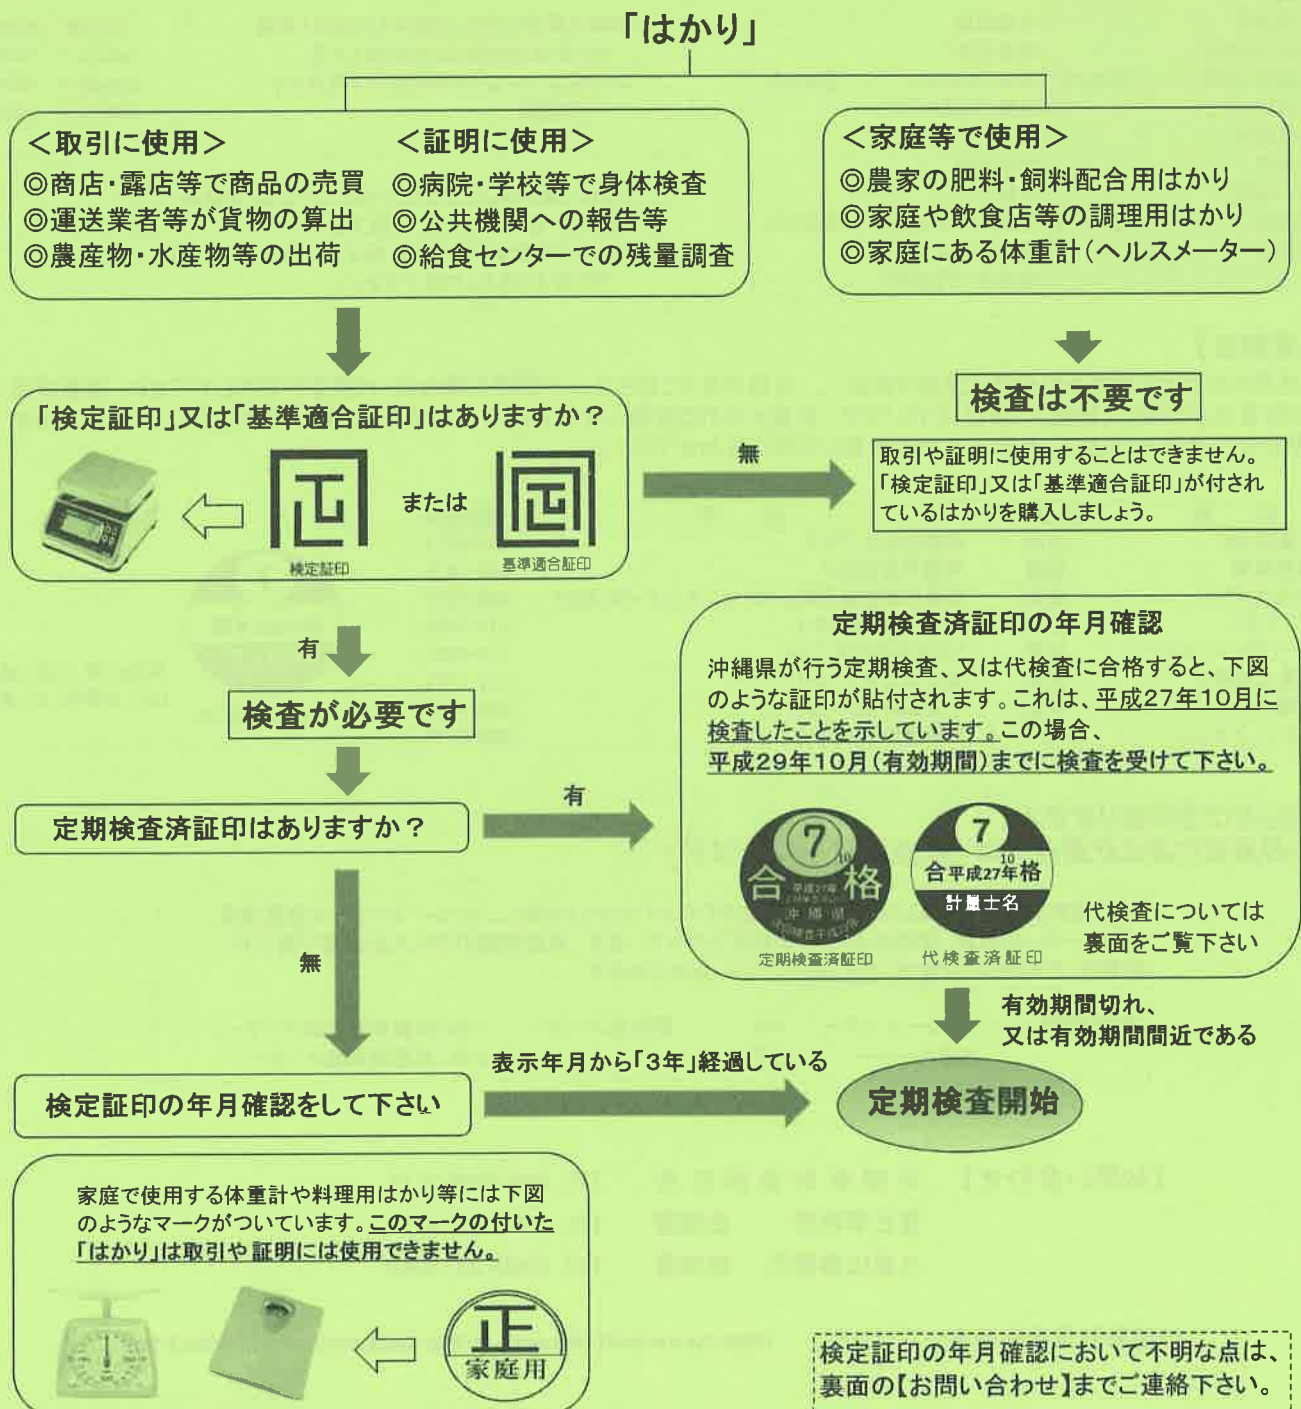 「はかり」
＜取引に使用＞
◎商店・露店等で商品の売買
◎運送業者等が貨物の算出
◎農産物・水産物等の出荷
＜証明に使用＞
◎病院・学校等で身体検査
◎公共機関への報告等
◎給食センターでの残量調査
＜家庭等で使用＞
◎農家の肥料・飼料配合用はかり
◎家庭や飲食店等の調理用はかり
◎家庭にある体重計（ヘルスメーター）
「検定証印」又は「基準適合証印」はありますか？
または
検定証印
基準適合証印
無
検査は不要です
取引や証明に使用することはできません。
「検定証印」又は「基準適合証印」が付され
ているはかりを購入しましょう。
有
検査が必要です
定期検査済証印はありますか？
有
定期検査済証印の年月確認
沖縄県が行う定期検査、又は代検査に合格すると、下図
のような証印が貼付されます。これは、平成27年10月に
検査したことを示しています。この場合、
平成29年10月（有効期間）までに検査を受けて下さい。
7
10
合格
平成27年
沖縄県
定期検査済証印
7
10
合平成27年格
計量士名
代検査済証印
代検査については
裏面をご覧下さい
無
有効期間切れ、
又は有効期間間近である
検定証印の年月確認をして下さい
表示年月から「3年」経過している
定期検査開始
家庭で使用する体重計や料理用はかり等には下図
のようなマークがついています。このマークの付いた
「はかり」は取引や証明には使用できません。
正
家庭用
検定証印の年月確認において不明な点は、
裏面の【お問い合わせ】までご連絡下さい。